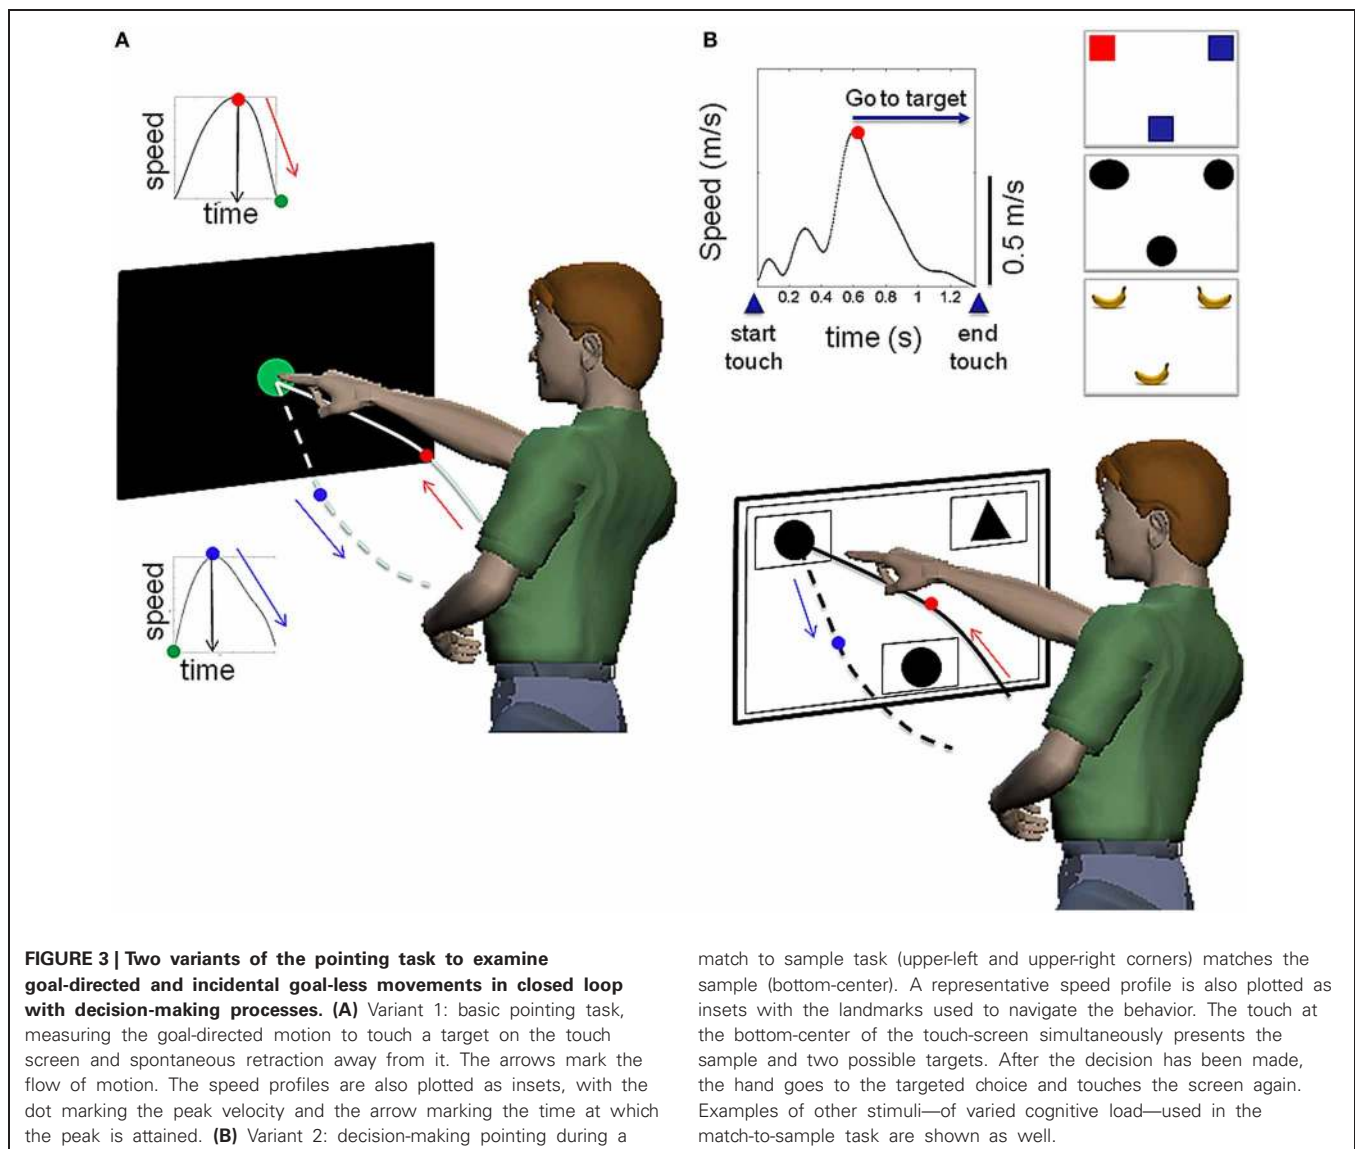 A
speed
time
speed
time
B
Speed (m/s)
Go to target
0.5 m/s
0.2 0.4 0.6 0.8 1 1.2
start
touch
time (s)
end
touch
FIGURE 3 | Two variants of the pointing task to examine
goal-directed and incidental goal-less movements in closed loop
with decision-making processes. (A) Variant 1: basic pointing task,
measuring the goal-directed motion to touch a target on the touch
screen and spontaneous retraction away from it. The arrows mark the
flow of motion. The speed profiles are also plotted as insets, with the
dot marking the peak velocity and the arrow marking the time at which
the peak is attained. (B) Variant 2: decision-making pointing during a
match to sample task (upper-left and upper-right corners) matches the
sample (bottom-center). A representative speed profile is also plotted as
insets with the landmarks used to navigate the behavior. The touch at
the bottom-center of the touch-screen simultaneously presents the
sample and two possible targets. After the decision has been made,
the hand goes to the targeted choice and touches the screen again.
Examples of other stimuli—of varied cognitive load—used in the
match-to-sample task are shown as well.